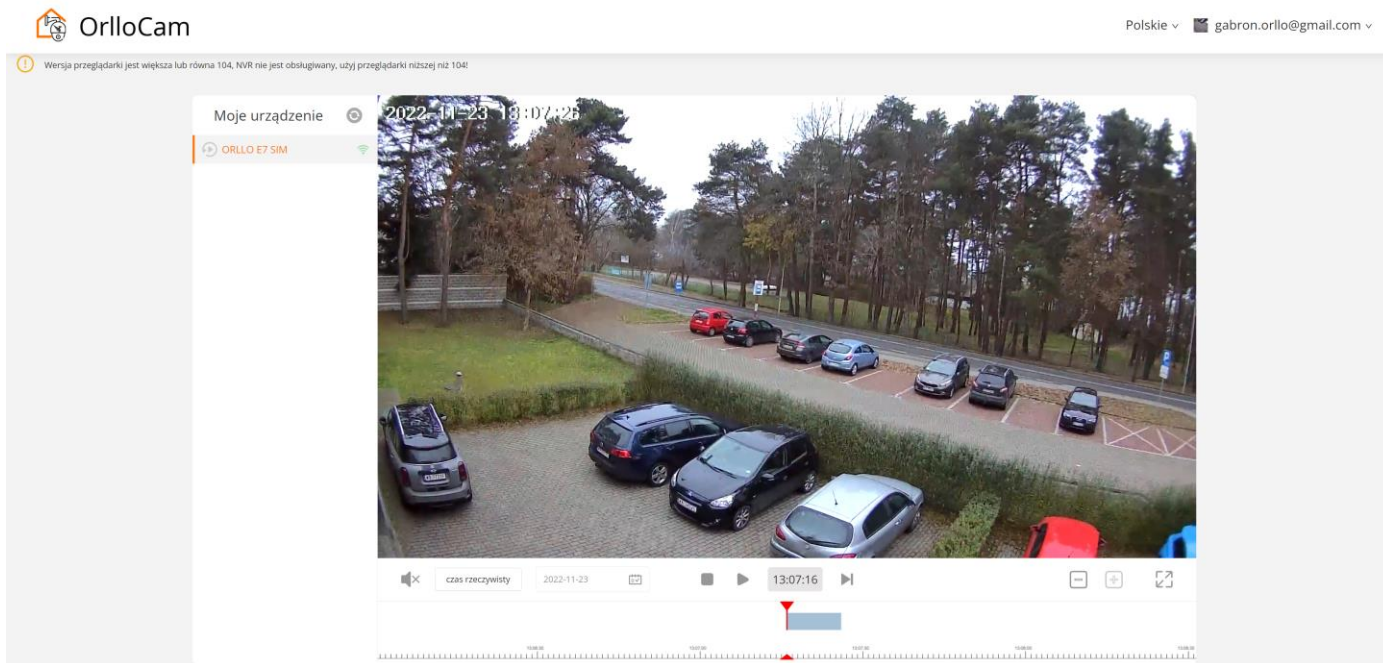 OrlloCam
Polskie
gabron.orllo@gmail.com
Wersja przeglądarki jest większa lub równa 104, NVR nie jest obsługiwany, użyj przeglądarki niższej niż 104!
Moje urządzenie
ORLLO E7 SIM
2022-11-23 13:07:26
czas rzeczywisty
2022-11-23
13:07:16